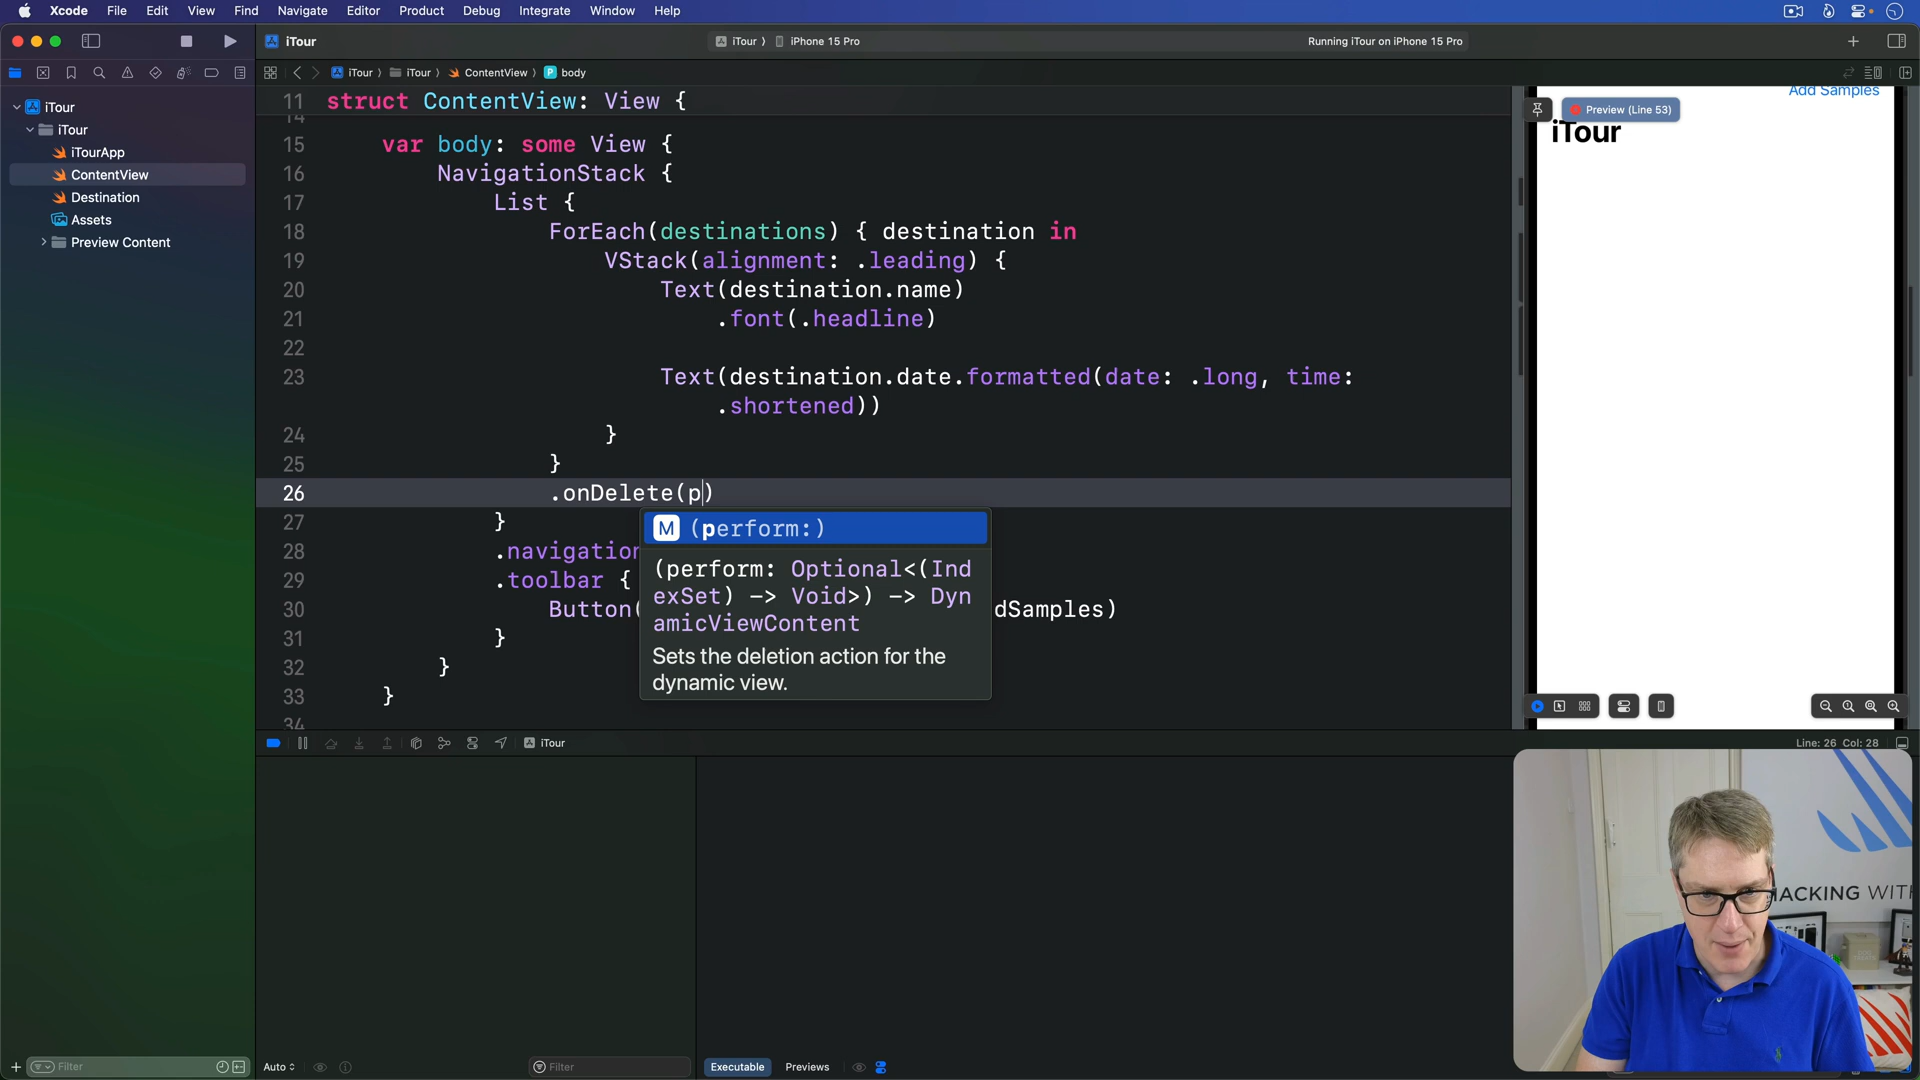 Xcode File Edit View Find Navigate Editor Product Debug Integrate Window Help
iTour
iTour iPhone 15 Pro
Running iTour on iPhone 15 Pro
iTour iTour ContentView body
iTour
iTour
iTourApp
ContentView
Destination
Assets
Preview Content
11 struct ContentView: View {
14
15 var body: some View {
16 NavigationStack {
17 List {
18 ForEach(destinations) { destination in
19 VStack(alignment: .leading) {
20 Text(destination.name)
21 .font(.headline)
22
23 Text(destination.date.formatted(date: .long, time:
.shortened))
24 }
25 }
26 .onDelete(p)
27 }
28 .navigation
29 .toolbar {
30 Button( dSamples)
31 }
32 }
33 }
34
M (perform:)
(perform: Optional<(Ind
exSet) -> Void>) -> Dyn
amicViewContent
Sets the deletion action for the
dynamic view.
Add Samples
Preview (Line 53)
iTour
iTour
Line: 26 Col: 28
HACKING WITH
Filter
Auto
Filter
Executable Previews